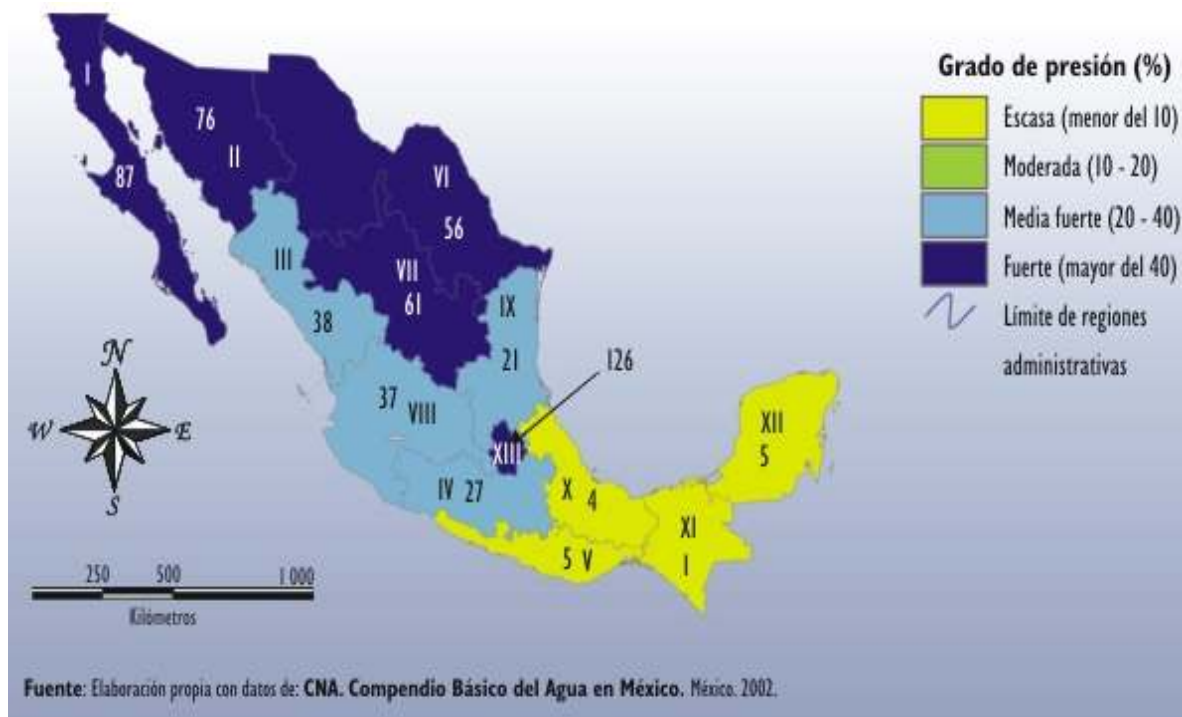 I
76
II
87
VI
56
VII
61
III
38
IX
21
126
37
VIII
XIII
IV 27
X
4
5 V
XI
I
XII
5
N
W
E
S
250 500 1 000
Kilómetros
Grado de presión (%)
Escasa (menor del 10)
Moderada (10 - 20)
Media fuerte (20 - 40)
Fuerte (mayor del 40)
Límite de regiones
administrativas
Fuente: Elaboración propia con datos de: CNA. Compendio Básico del Agua en México. México. 2002.